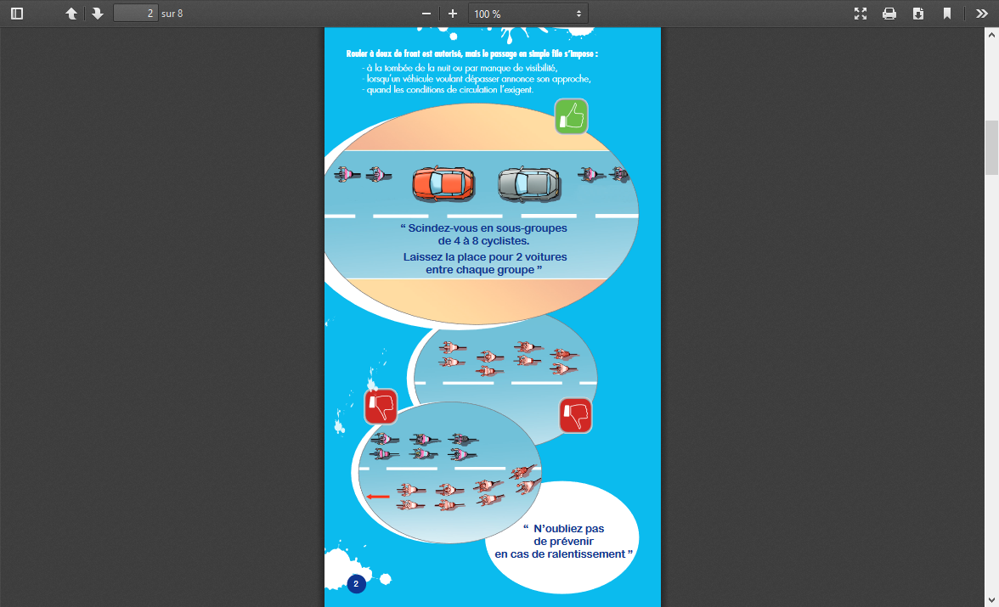 2 sur 8
100 %
Rouler à deux de front est autorisé, mais le passage en simple file s'impose :
- à la tombée de la nuit ou par manque de visibilité,
- lorsqu'un véhicule voulant dépasser annonce son approche,
- quand les conditions de circulation l'exigent.
“ Scindez-vous en sous-groupes
de 4 à 8 cyclistes.
Laissez la place pour 2 voitures
entre chaque groupe ”
“ N'oubliez pas
de prévenir
en cas de ralentissement ”
2